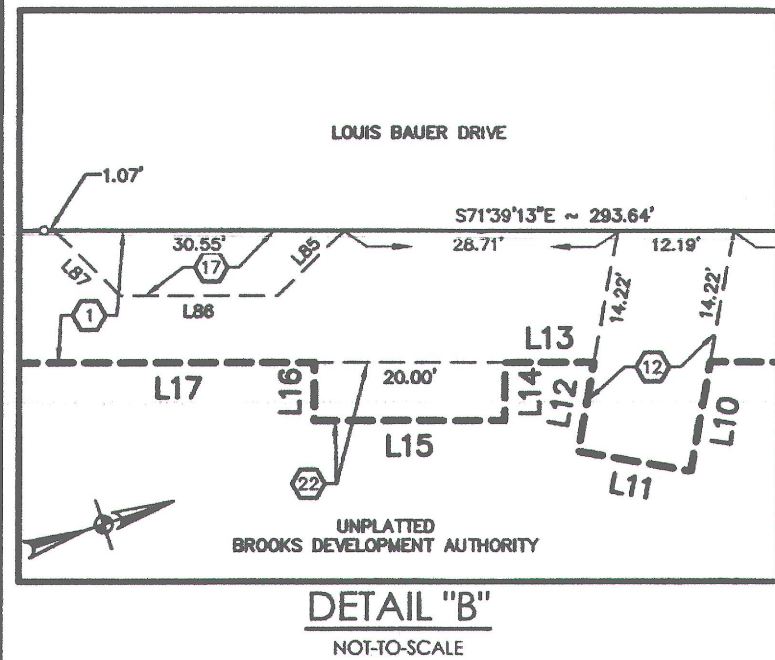 LOUIS BAUER DRIVE
1.07'
S71°39'13"E ~ 293.64'
30.55'
28.71'
12.19'
L87
17
L85
14.22'
14.22'
1
L86
L13
12
L17
L16
20.00'
L14
L12
L10
L15
L11
22
UNPLATTED
BROOKS DEVELOPMENT AUTHORITY
DETAIL "B"
NOT-TO-SCALE